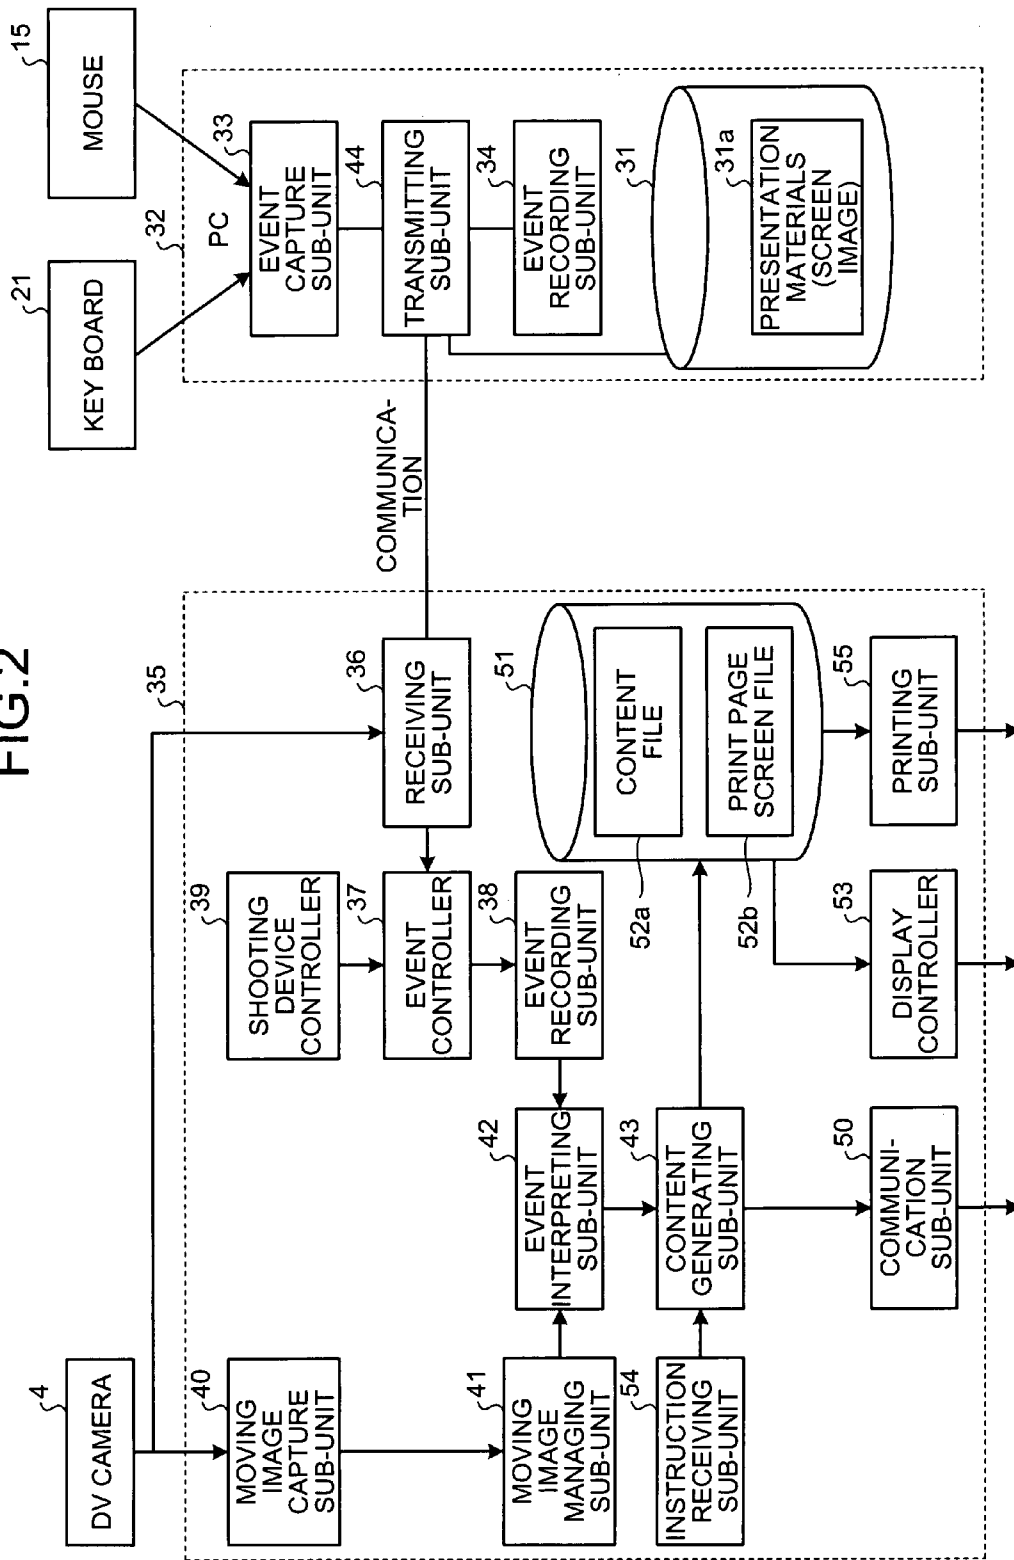 FIG.2
4
DV CAMERA
21
KEY BOARD
15
MOUSE
35
32
PC
40
MOVING
IMAGE
CAPTURE
SUB-UNIT
39
SHOOTING
DEVICE
CONTROLLER
33
EVENT
CAPTURE
SUB-UNIT
37
EVENT
CONTROLLER
36
RECEIVING
SUB-UNIT
COMMUNICA-
TION
44
TRANSMITTING
SUB-UNIT
41
MOVING
IMAGE
MANAGING
SUB-UNIT
42
EVENT
INTERPRETING
SUB-UNIT
38
EVENT
RECORDING
SUB-UNIT
34
EVENT
RECORDING
SUB-UNIT
54
INSTRUCTION
RECEIVING
SUB-UNIT
43
CONTENT
GENERATING
SUB-UNIT
51
52a
CONTENT
FILE
52b
PRINT PAGE
SCREEN FILE
31
31a
PRESENTATION
MATERIALS
(SCREEN
IMAGE)
50
COMMUNI-
CATION
SUB-UNIT
53
DISPLAY
CONTROLLER
55
PRINTING
SUB-UNIT